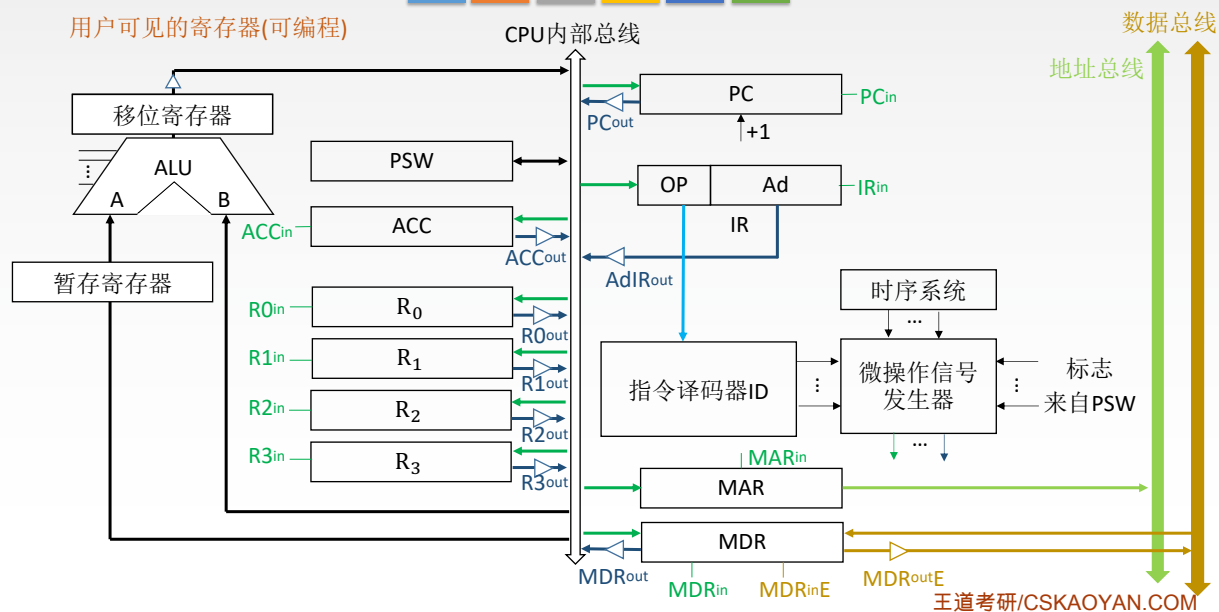 用户可见的寄存器(可编程)
CPU内部总线
数据总线
地址总线
移位寄存器
ALU
A
B
暂存寄存器
PC
PCin
PCout
+1
PSW
OP
Ad
IRin
IR
ACCin
ACC
ACCout
AdIRout
R0in
R0
R0out
R1in
R1
R1out
R2in
R2
R2out
R3in
R3
R3out
时序系统
...
指令译码器ID
...
微操作信号
发生器
...
标志
来自PSW
...
MARin
MAR
MDR
MDRout
MDRin
MDRinE
MDRoutE
王道考研/CSKAOYAN.COM